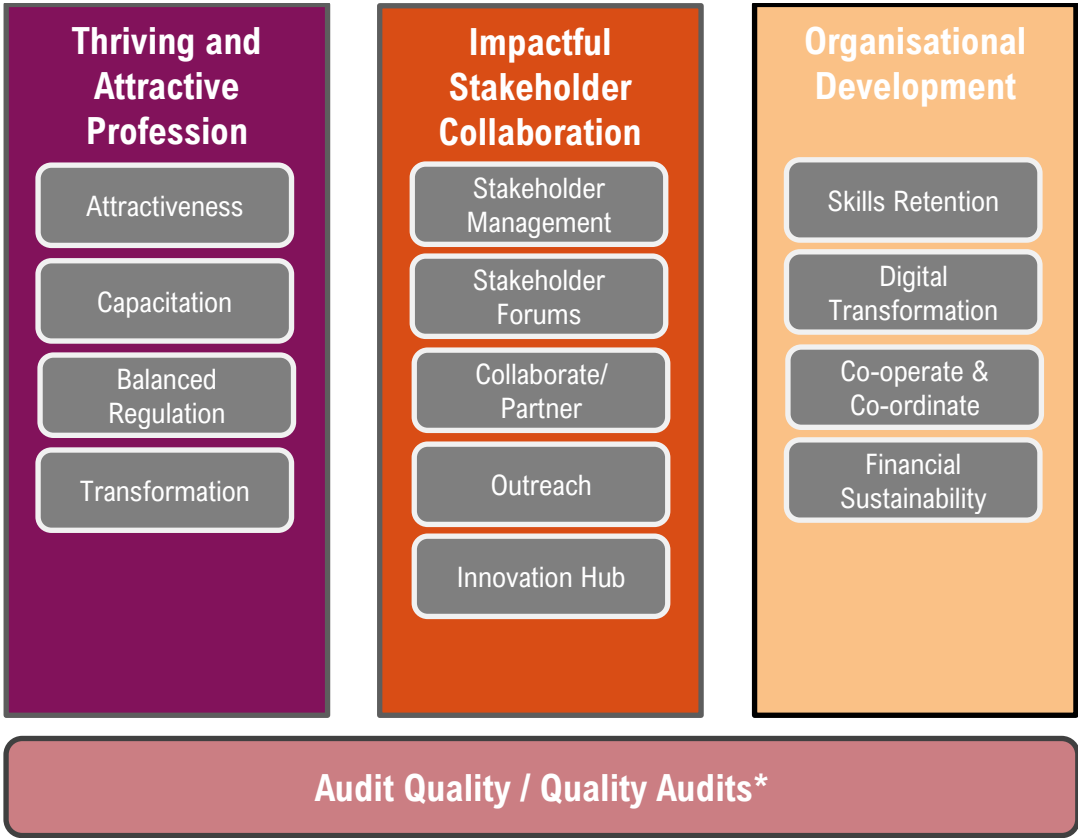 Thriving and
Attractive
Profession
Attractiveness
Capacitation
Balanced
Regulation
Transformation
Impactful
Stakeholder
Collaboration
Stakeholder
Management
Stakeholder
Forums
Collaborate/
Partner
Outreach
Innovation Hub
Organisational
Development
Skills Retention
Digital
Transformation
Co-operate &
Co-ordinate
Financial
Sustainability
Audit Quality / Quality Audits*